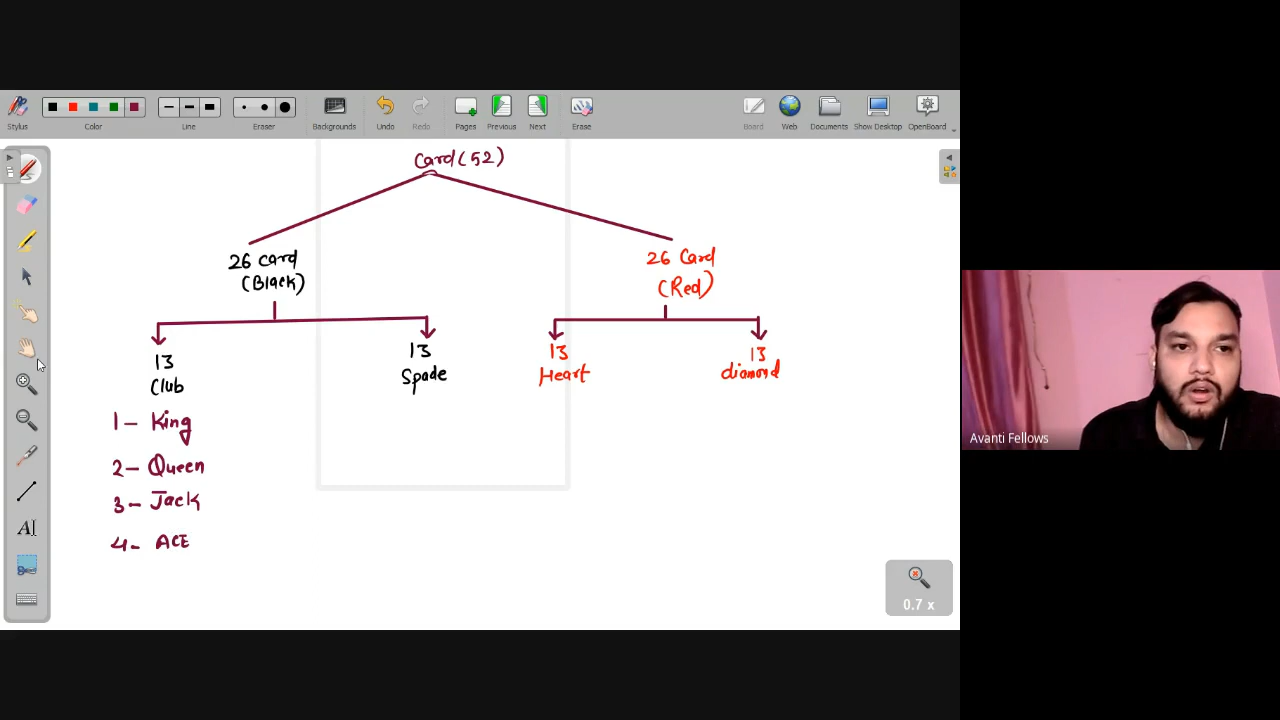 Stylus
Color
Line
Eraser
Backgrounds
Undo
Redo
Pages
Previous
Next
Erase
Board
Web
Documents
Show Desktop
OpenBoard
Card (52)
26 Card
(Black)
26 Card
(Red)
13
Club
13
Spade
13
Heart
13
diamond
1- King
2- Queen
3- Jack
4- ACE
AI
0.7 x
Avanti Fellows